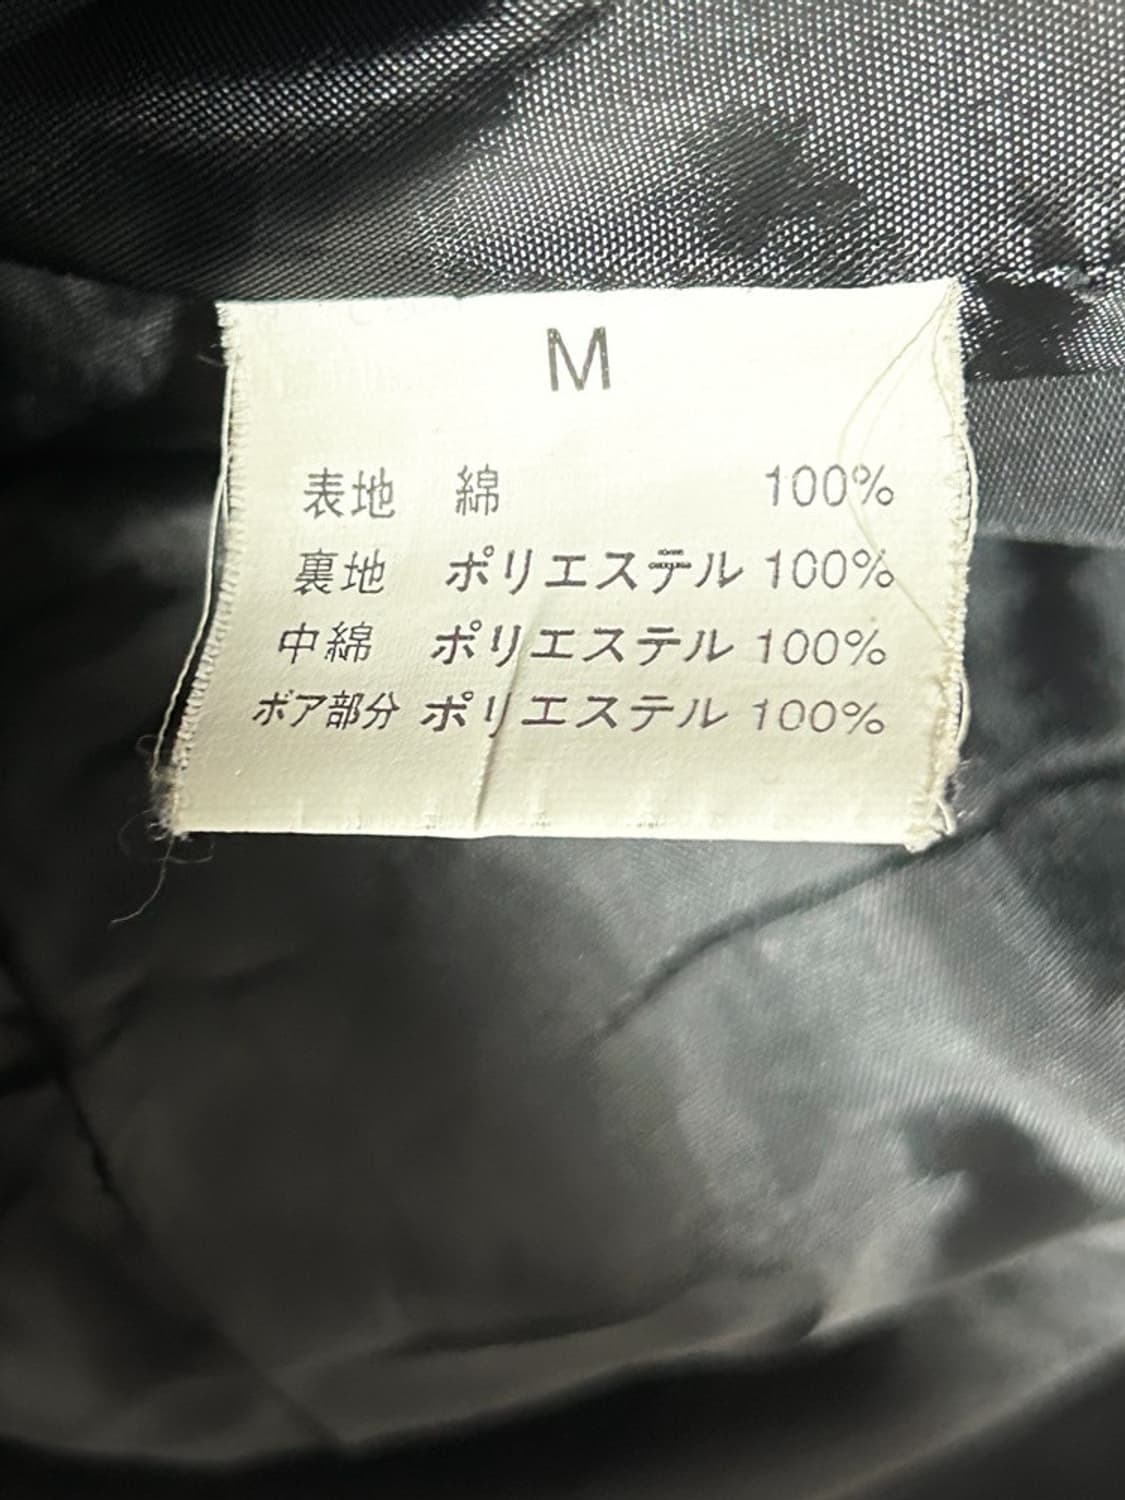 M
表地 綿 100%
裏地 ポリエステル 100%
中綿 ポリエステル 100%
ボア部分 ポリエステル 100%